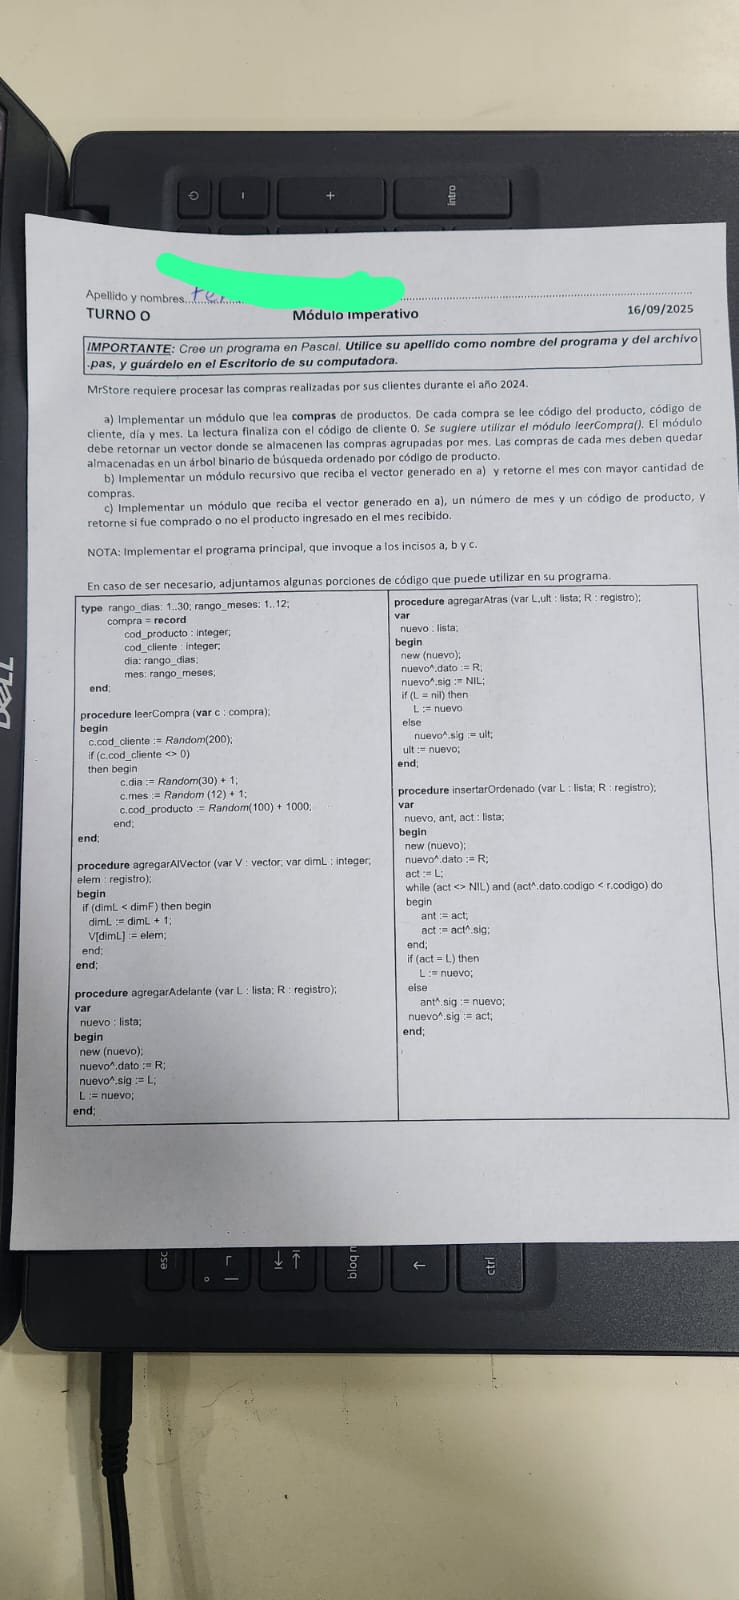 intro
Apellido y nombres
TURNO O Módulo Imperativo 16/09/2025
IMPORTANTE: Cree un programa en Pascal. Utilice su apellido como nombre del programa y del archivo
.pas, y guárdelo en el Escritorio de su computadora.
MrStore requiere procesar las compras realizadas por sus clientes durante el año 2024.
a) Implementar un módulo que lea compras de productos. De cada compra se lee código del producto, código de
cliente, día y mes. La lectura finaliza con el código de cliente 0. Se sugiere utilizar el módulo leerCompra(). El módulo
debe retornar un vector donde se almacenen las compras agrupadas por mes. Las compras de cada mes deben quedar
almacenadas en un árbol binario de búsqueda ordenado por código de producto.
b) Implementar un módulo recursivo que reciba el vector generado en a) y retorne el mes con mayor cantidad de
compras.
c) Implementar un módulo que reciba el vector generado en a), un número de mes y un código de producto, y
retorne si fue comprado o no el producto ingresado en el mes recibido.
NOTA: Implementar el programa principal, que invoque a los incisos a, b y c.
En caso de ser necesario, adjuntamos algunas porciones de código que puede utilizar en su programa.
type rango_dias: 1..30; rango_meses: 1..12;
compra = record
cod_producto : integer;
cod_cliente : integer;
dia: rango_dias;
mes: rango_meses;
end;
procedure leerCompra (var c : compra);
begin
c.cod_cliente := Random(200);
if (c.cod_cliente <> 0)
then begin
c.dia := Random(30) + 1;
c.mes := Random (12) + 1;
c.cod_producto := Random(100) + 1000;
end;
end;
procedure agregarAlVector (var V : vector; var dimL : integer;
elem : registro);
begin
if (dimL < dimF) then begin
dimL := dimL + 1;
V[dimL] := elem;
end;
end;
procedure agregarAdelante (var L : lista; R : registro);
var
nuevo : lista;
begin
new (nuevo);
nuevo^.dato := R;
nuevo^.sig := L;
L := nuevo;
end;
procedure agregarAtras (var L,ult : lista; R : registro);
var
nuevo : lista;
begin
new (nuevo);
nuevo^.dato := R;
nuevo^.sig := NIL;
if (L = nil) then
L := nuevo
else
nuevo^.sig := ult;
ult := nuevo;
end;
procedure insertarOrdenado (var L : lista; R : registro);
var
nuevo, ant, act : lista;
begin
new (nuevo);
nuevo^.dato := R;
act := L;
while (act <> NIL) and (act^.dato.codigo < r.codigo) do
begin
ant := act;
act := act^.sig;
end;
if (act = L) then
L := nuevo;
else
ant^.sig := nuevo;
nuevo^.sig := act;
end;
DELL
esc
bloq n
ctrl